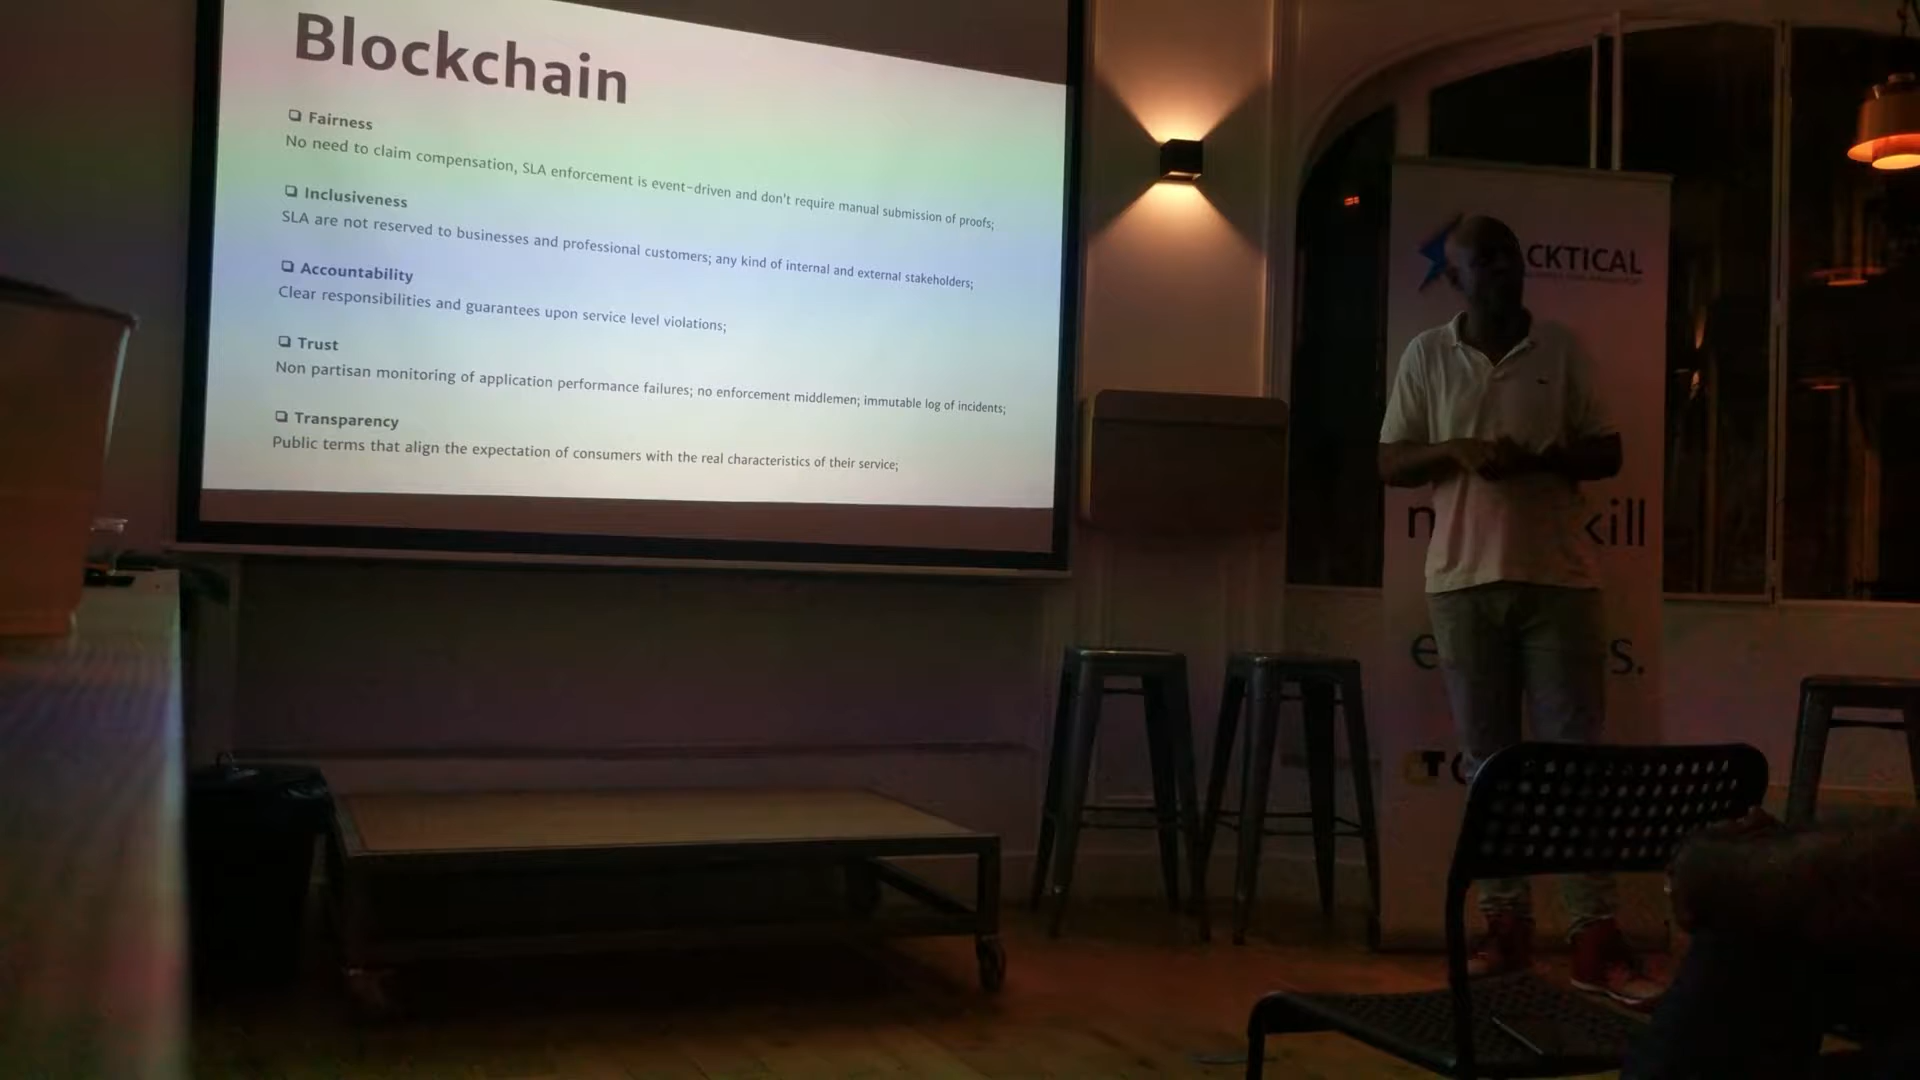 Blockchain
❏ Fairness
No need to claim compensation, SLA enforcement is event-driven and don't require manual submission of proofs;
❏ Inclusiveness
SLA are not reserved to businesses and professional customers; any kind of internal and external stakeholders;
❏ Accountability
Clear responsibilities and guarantees upon service level violations;
❏ Trust
Non partisan monitoring of application performance failures; no enforcement middlemen; immutable log of incidents;
❏ Transparency
Public terms that align the expectation of consumers with the real characteristics of their service;
CKTICAL
kill
s.